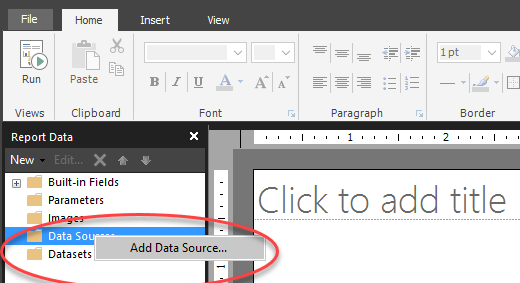 File Home Insert View
Run Paste 1 pt
B I U A A A
Views Clipboard Font Paragraph Border
Report Data
New Edit...
Built-in Fields
Parameters
Images
Data Sources
Add Data Source...
Datasets
1 2
Click to add title
1